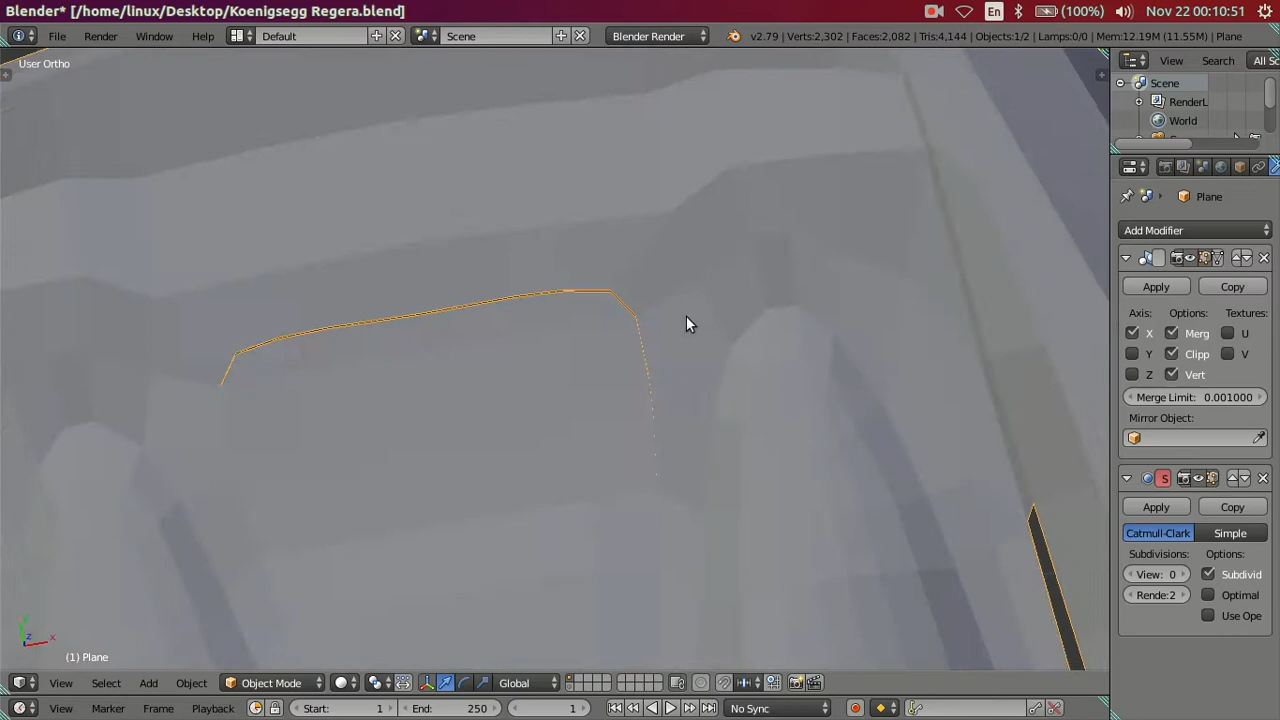 Blender* [/home/linux/Desktop/Koenigsegg Regera.blend] En (100%) Nov 22 00:10:51
File Render Window Help Default Scene Blender Render v2.79 | Verts:2,302 | Faces:2,082 | Tris:4,144 | Objects:1/2 | Lamps:0/0 | Mem:12.19M (11.55M) | Plane
User Ortho View Search All Sc
Scene
RenderL
World
Plane
Add Modifier
Apply Copy
Axis: Options: Textures:
X Merg U
Y Clipp V
Z Vert
Merge Limit: 0.001000
Mirror Object:
S
Apply Copy
Catmull-Clark Simple
Subdivisions: Options:
View: 0 Subdivid
Rende:2 Optimal
Use Ope
y
z x
(1) Plane
View Select Add Object Object Mode Global
View Marker Frame Playback Start: 1 End: 250 1 No Sync